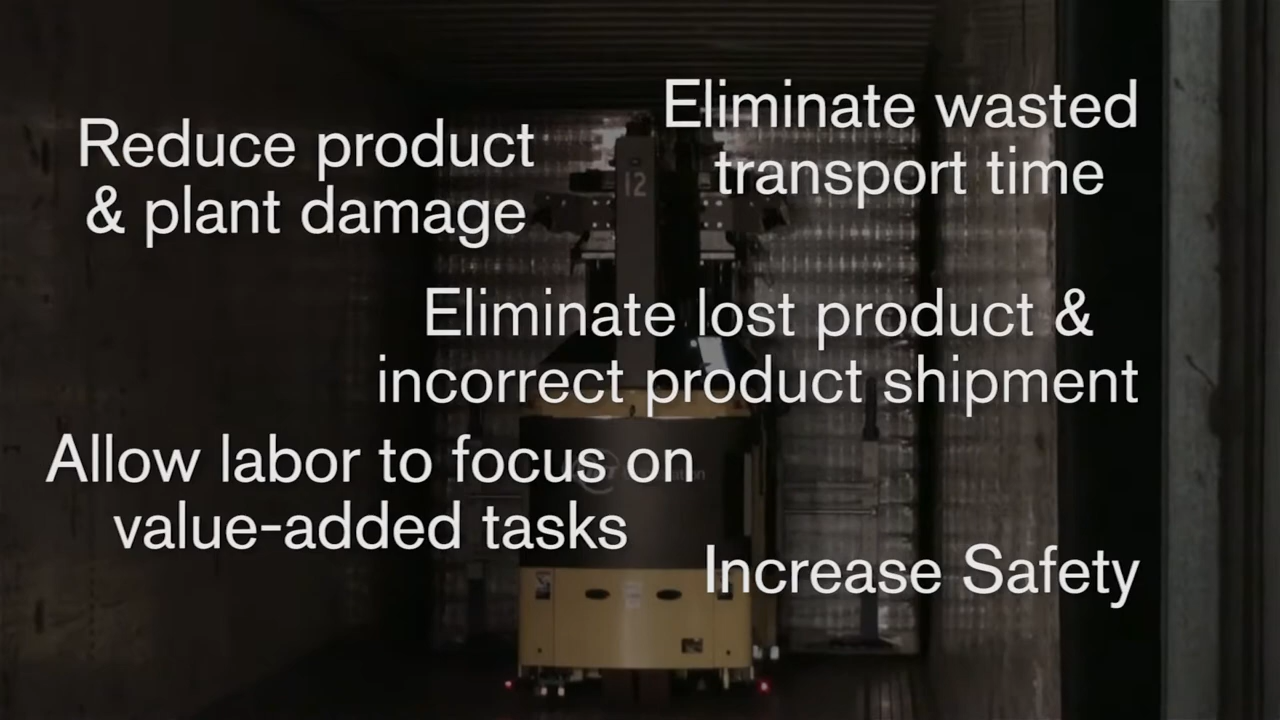 Eliminate wasted
transport time
Reduce product
& plant damage
12
Eliminate lost product &
incorrect product shipment
Allow labor to focus on
value-added tasks
Increase Safety